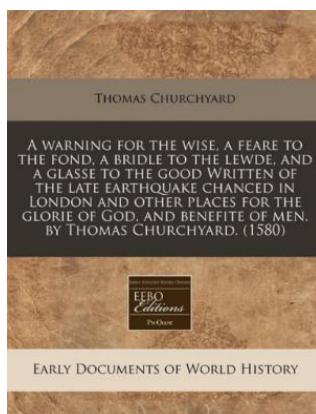 THOMAS CHURCHYARD
A WARNING FOR THE WISE, A FEARE TO
THE FOND, A BRIDLE TO THE LEWDE, AND
A GLASSE TO THE GOOD WRITTEN OF
THE LATE EARTHQUAKE CHANCED IN
LONDON AND OTHER PLACES FOR THE
GLORIE OF GOD, AND BENEFITE OF MEN.
BY THOMAS CHURCHYARD. (1580)
EEBO
Editions
ProQuest
EARLY DOCUMENTS OF WORLD HISTORY